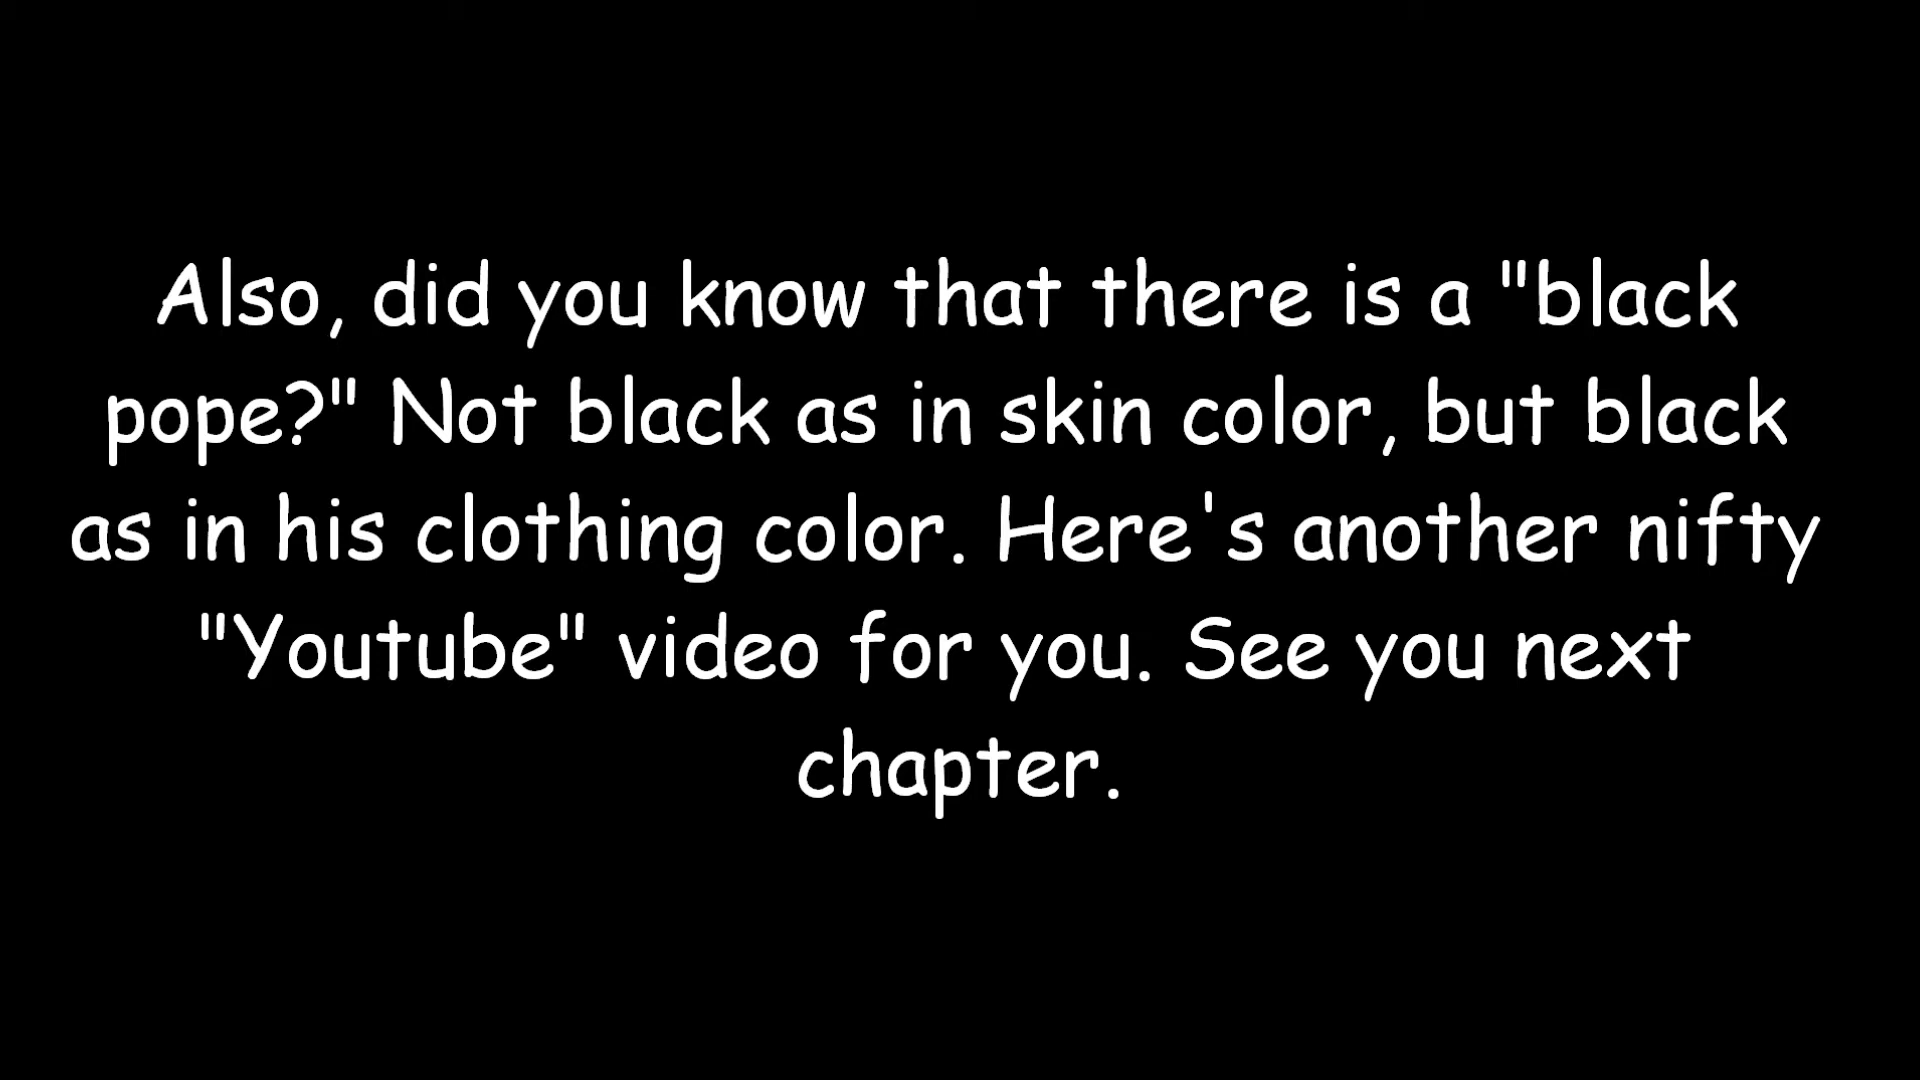 Also, did you know that there is a "black
pope?" Not black as in skin color, but black
as in his clothing color. Here's another nifty
"Youtube" video for you. See you next
chapter.